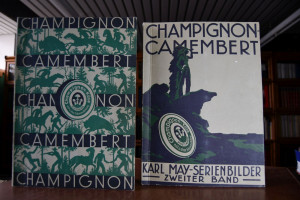 CHAMPIGNON
CAMEMBERT
CHAMPIGNON
CAMEMBERT
CHAMPIGNON
CHAMPIGNON
CAMEMBERT
KARL MAY-SERIENBILDER
ZWEITER BAND